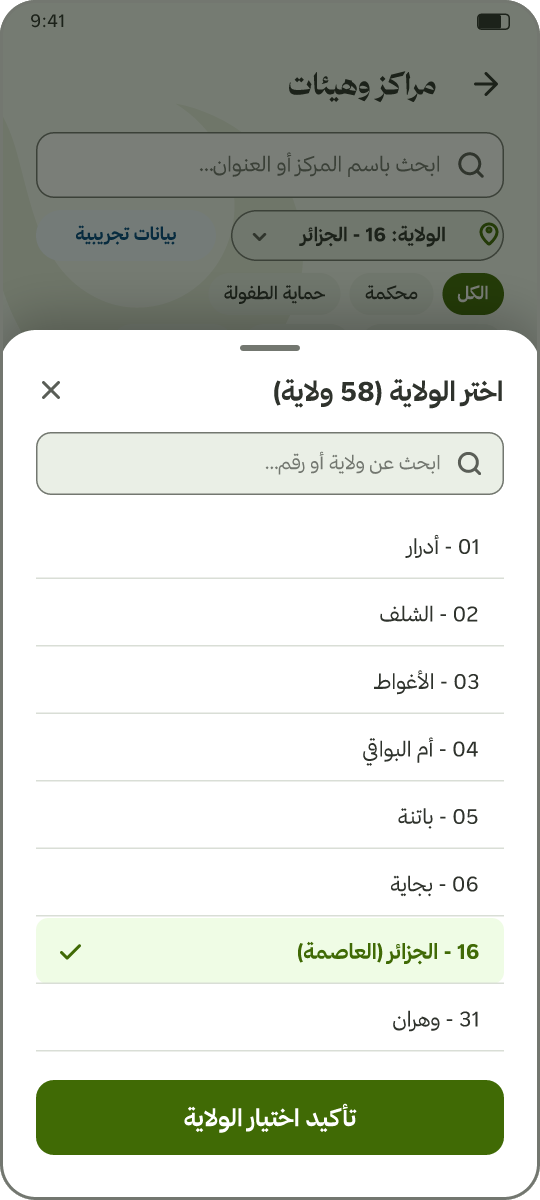 9:41
مراكز وهيئات
ابحث باسم المركز أو العنوان...
الولاية: 16 - الجزائر
بيانات تجريبية
الكل
محكمة
حماية الطفولة
اختر الولاية (58 ولاية)
ابحث عن ولاية أو رقم...
01 - أدرار
02 - الشلف
03 - الأغواط
04 - أم البواقي
05 - باتنة
06 - بجاية
16 - الجزائر (العاصمة)
31 - وهران
تأكيد اختيار الولاية